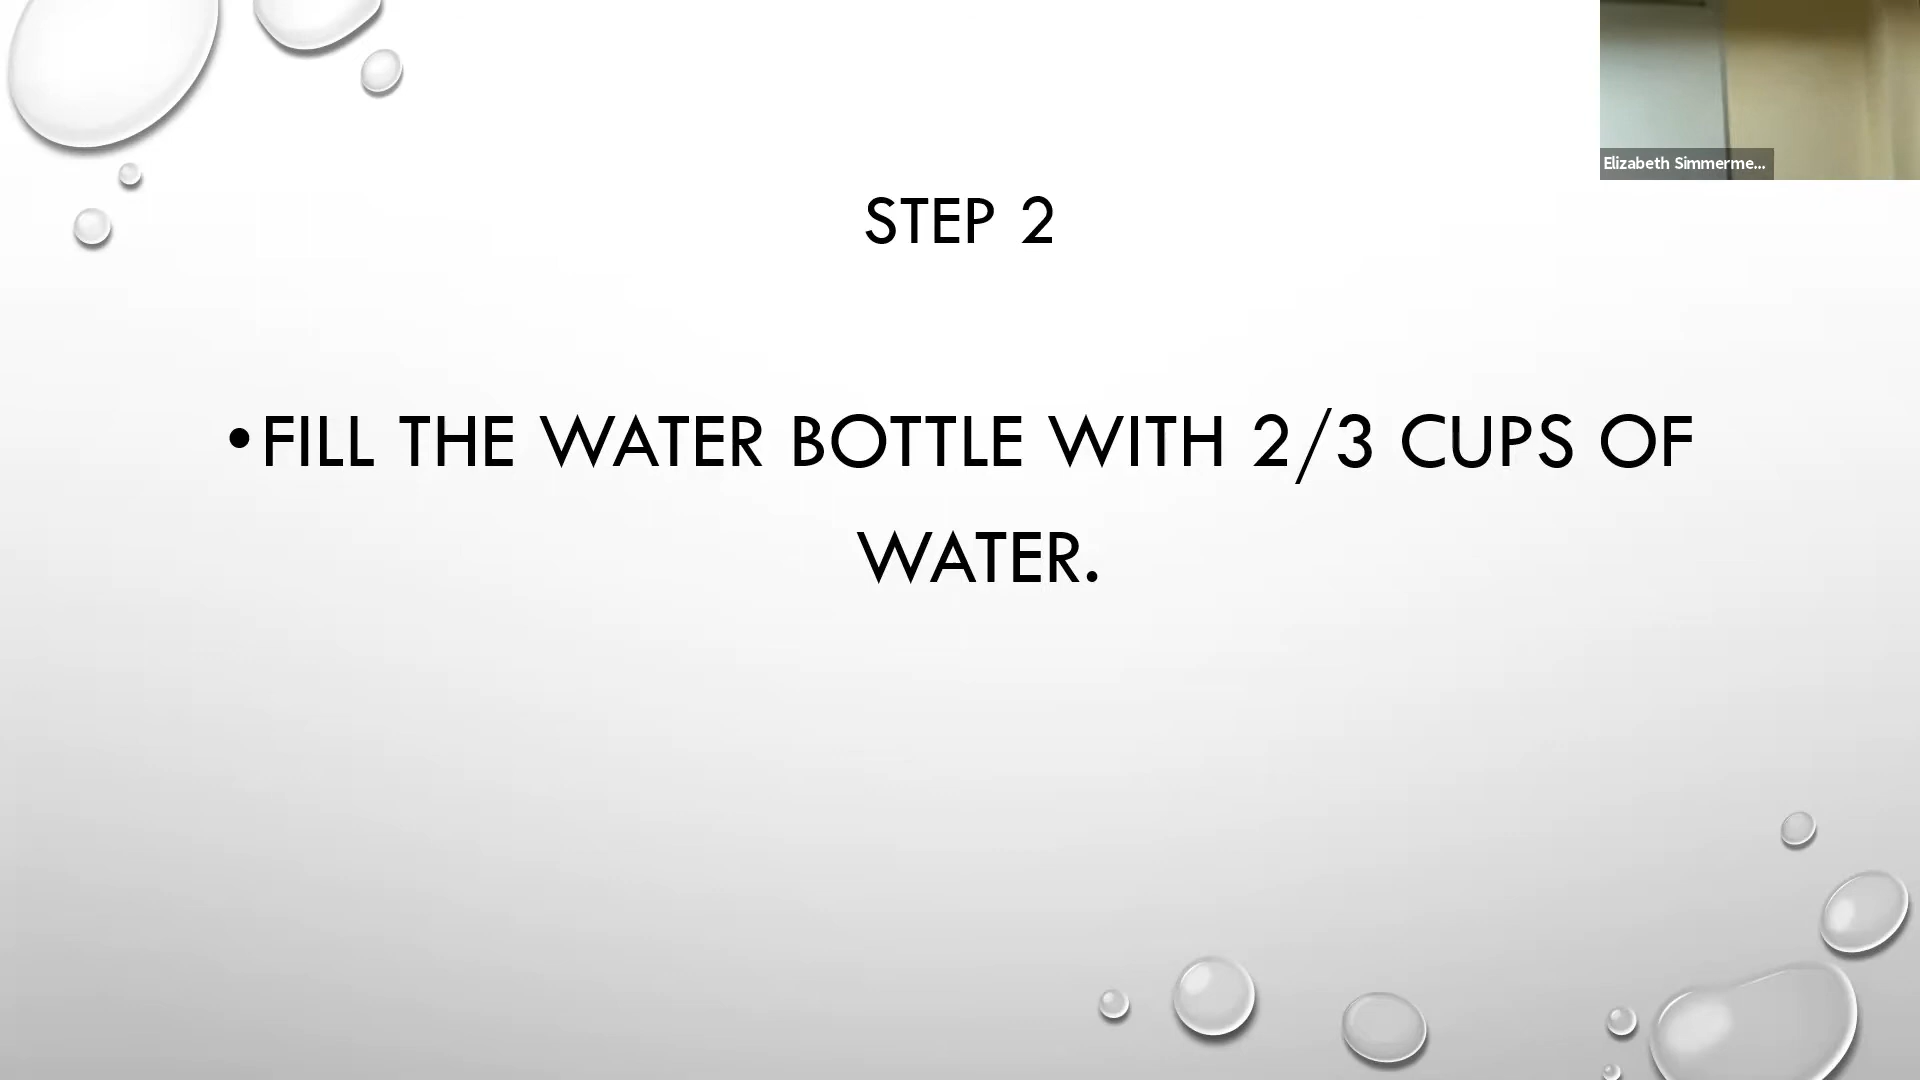 Elizabeth Simmerme...
STEP 2
•FILL THE WATER BOTTLE WITH 2/3 CUPS OF
WATER.